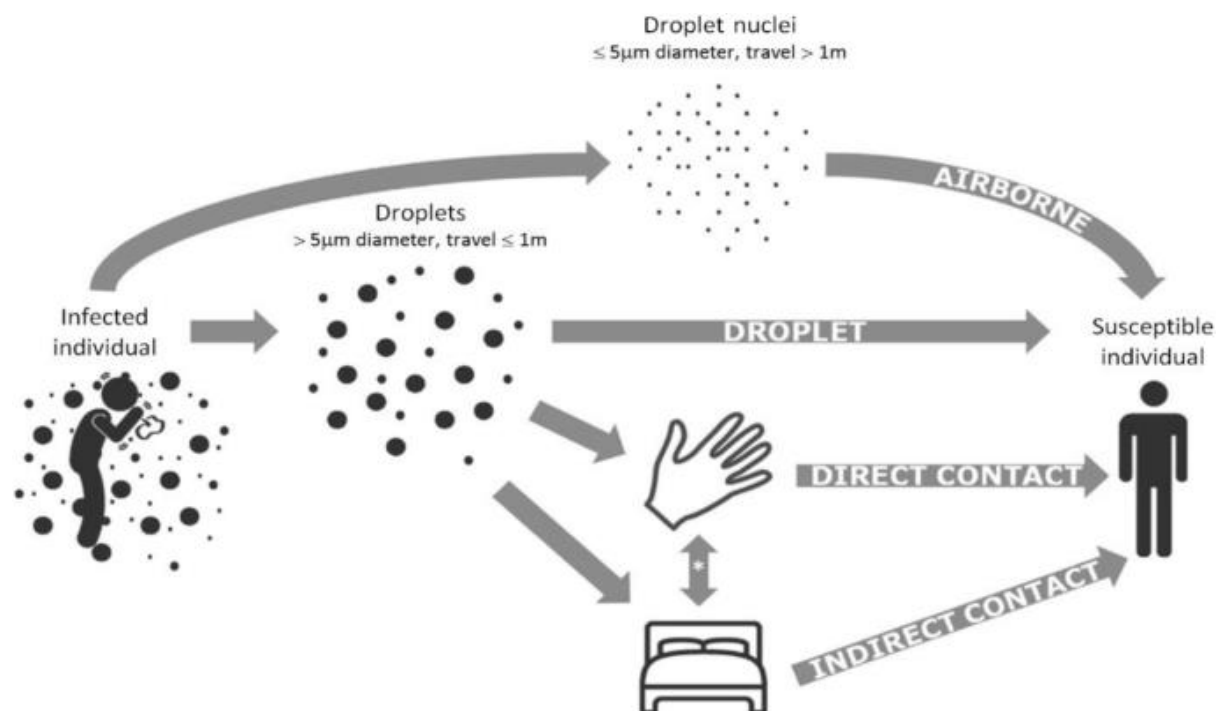 Droplet nuclei
≤ 5μm diameter, travel > 1m
AIRBORNE
Droplets
> 5μm diameter, travel ≤ 1m
Infected
individual
DROPLET
Susceptible
individual
DIRECT CONTACT
*
INDIRECT CONTACT